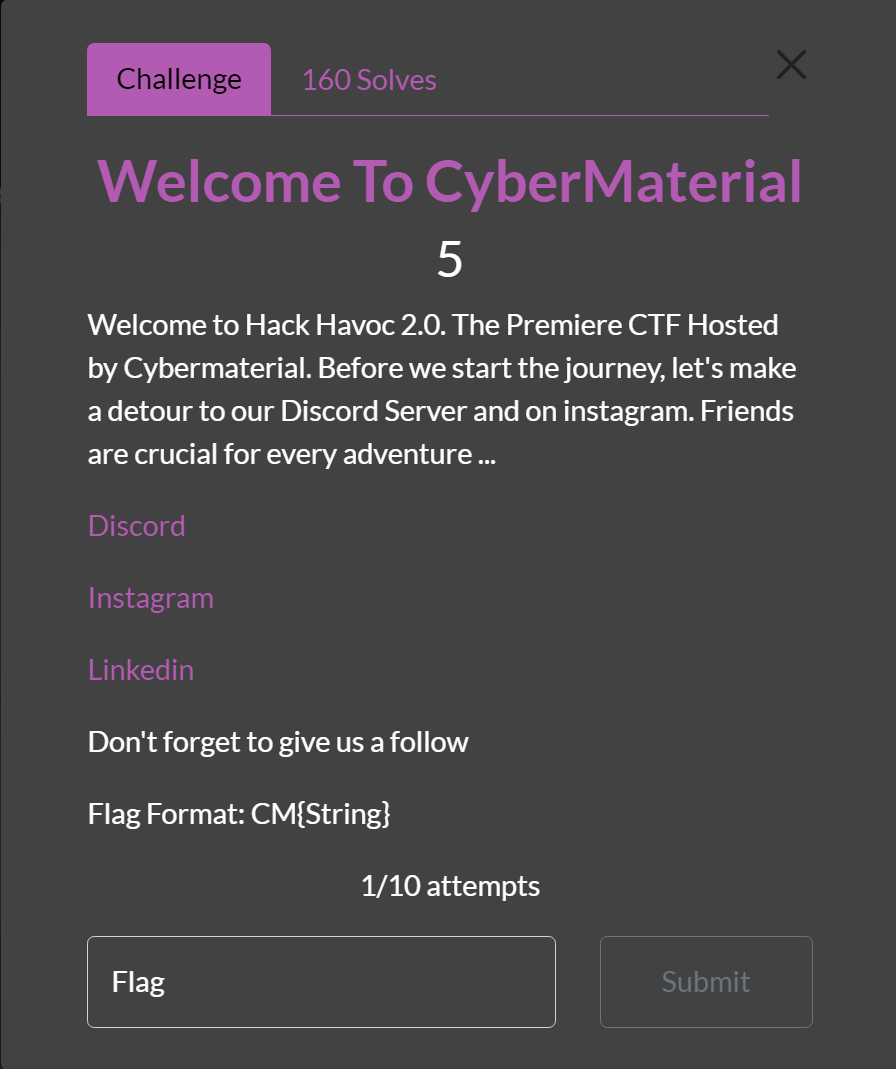 Challenge
160 Solves
Welcome To CyberMaterial
5
Welcome to Hack Havoc 2.0. The Premiere CTF Hosted
by Cybermaterial. Before we start the journey, let's make
a detour to our Discord Server and on instagram. Friends
are crucial for every adventure ...
Discord
Instagram
Linkedin
Don't forget to give us a follow
Flag Format: CM{String}
1/10 attempts
Flag
Submit